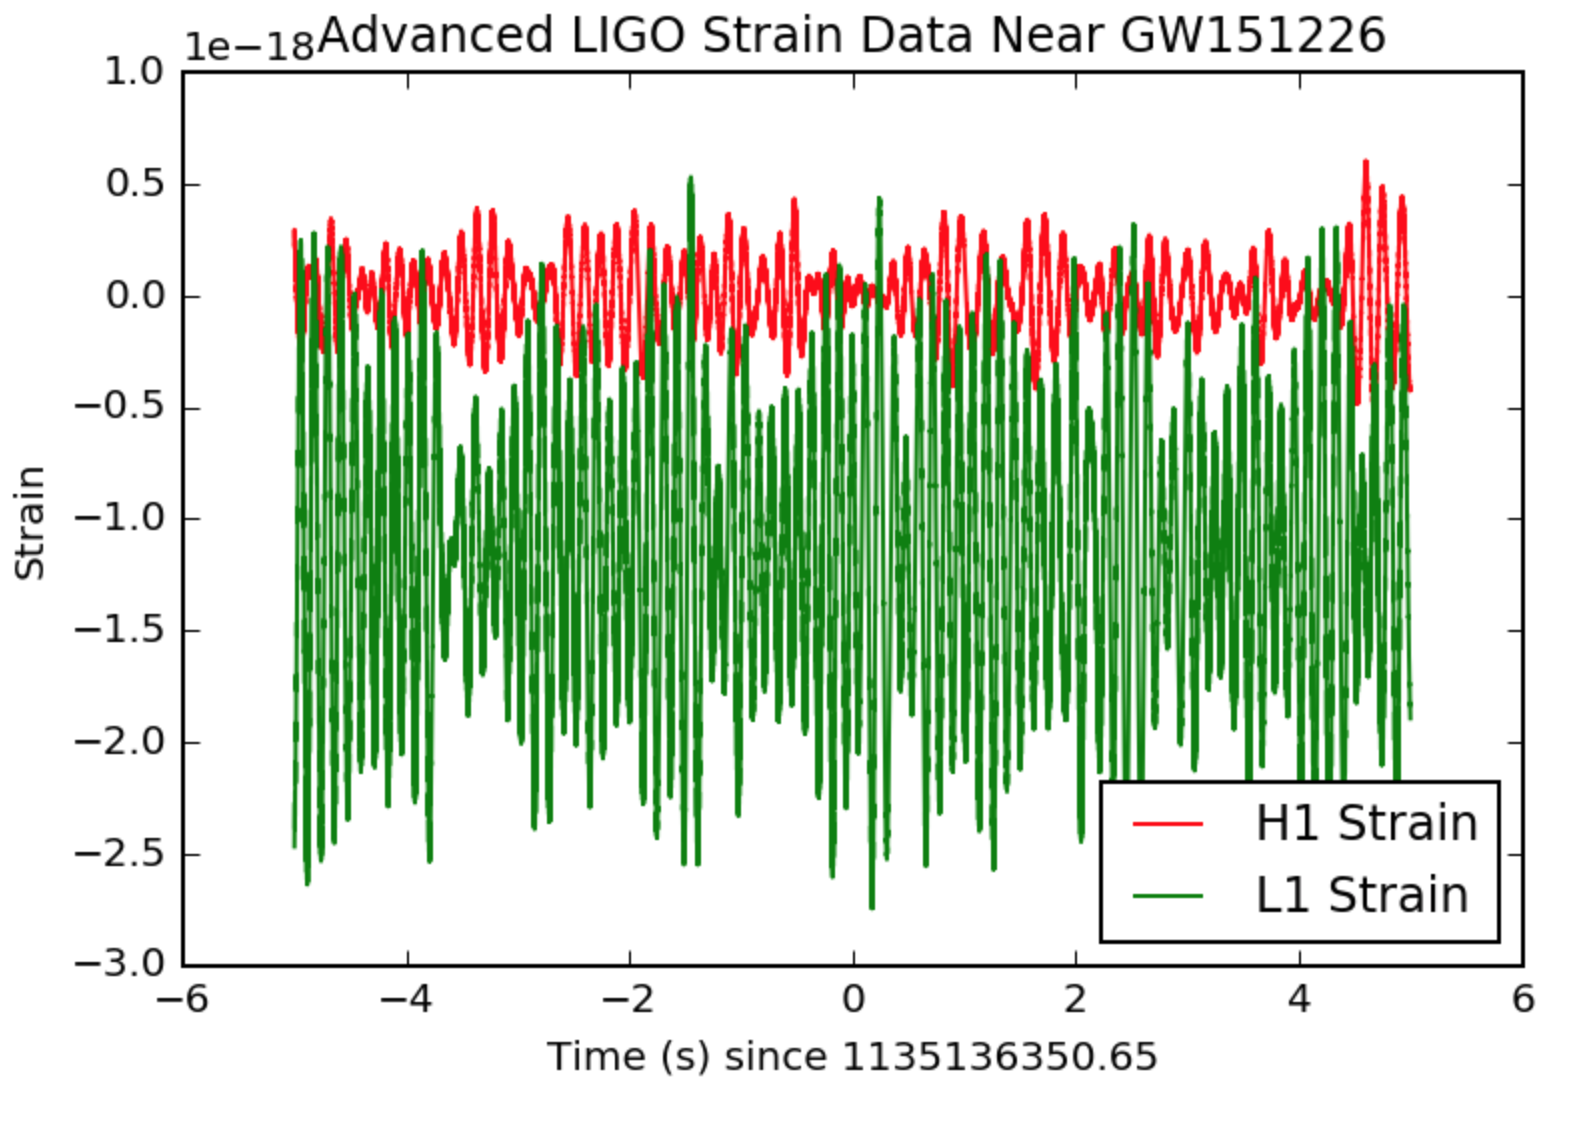 1e−18 Advanced LIGO Strain Data Near GW151226
1.0
0.5
0.0
−0.5
−1.0
−1.5
−2.0
−2.5
−3.0
Strain
H1 Strain
L1 Strain
−6 −4 −2 0 2 4 6
Time (s) since 1135136350.65